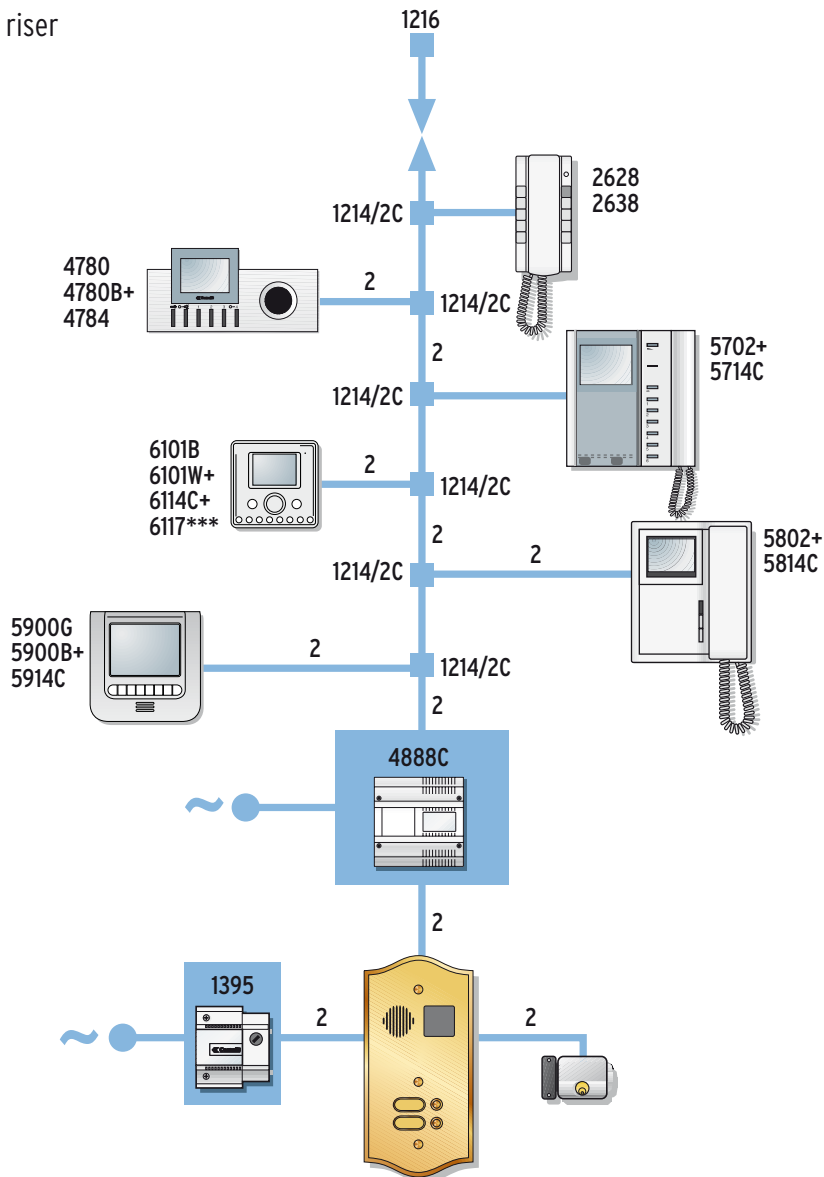 riser
1216
2628
2638
1214/2C
4780
4780B+
4784
2
1214/2C
2
5702+
5714C
1214/2C
6101B
6101W+
6114C+
6117***
2
1214/2C
2
5802+
5814C
1214/2C
2
5900G
5900B+
5914C
2
1214/2C
2
4888C
2
1395
2
2